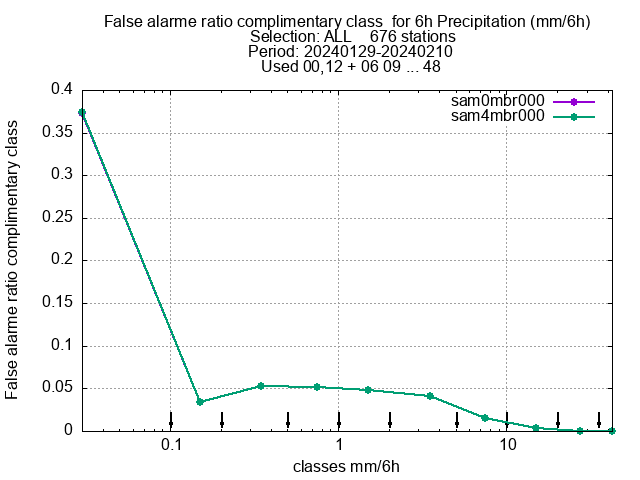 False alarme ratio complimentary class  for 6h Precipitation (mm/6h)
Selection: ALL    676 stations
Period: 20240129-20240210
Used 00,12 + 06 09 ... 48
sam0mbr000
sam4mbr000
0.4
0.35
0.3
0.25
0.2
0.15
0.1
0.05
0
False alarme ratio complimentary class
0.1 1 10
classes mm/6h